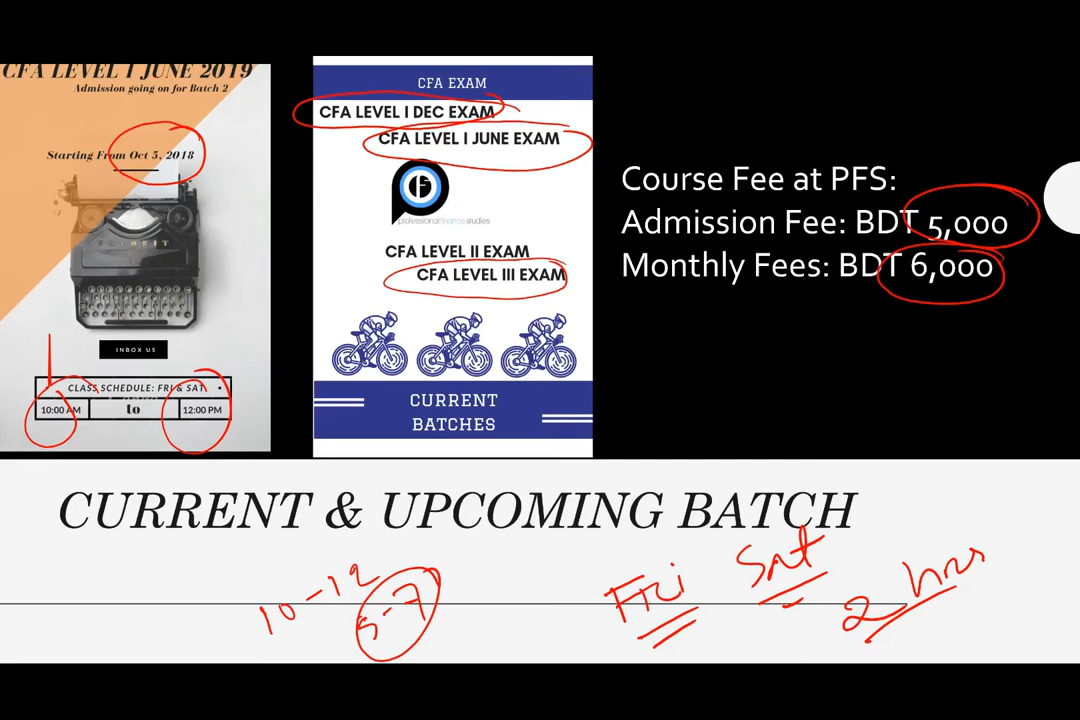 CFA LEVEL I JUNE 2019
Admission going on for Batch 2
Starting From Oct 5, 2018
INBOX US
CLASS SCHEDULE: FRI & SAT
10:00 AM to 12:00 PM
CFA EXAM
CFA LEVEL I DEC EXAM
CFA LEVEL I JUNE EXAM
professionalfinancestudies
CFA LEVEL II EXAM
CFA LEVEL III EXAM
CURRENT
BATCHES
Course Fee at PFS:
Admission Fee: BDT 5,000
Monthly Fees: BDT 6,000
CURRENT & UPCOMING BATCH
10-12
5-7
Fri
Sat
2 hrs